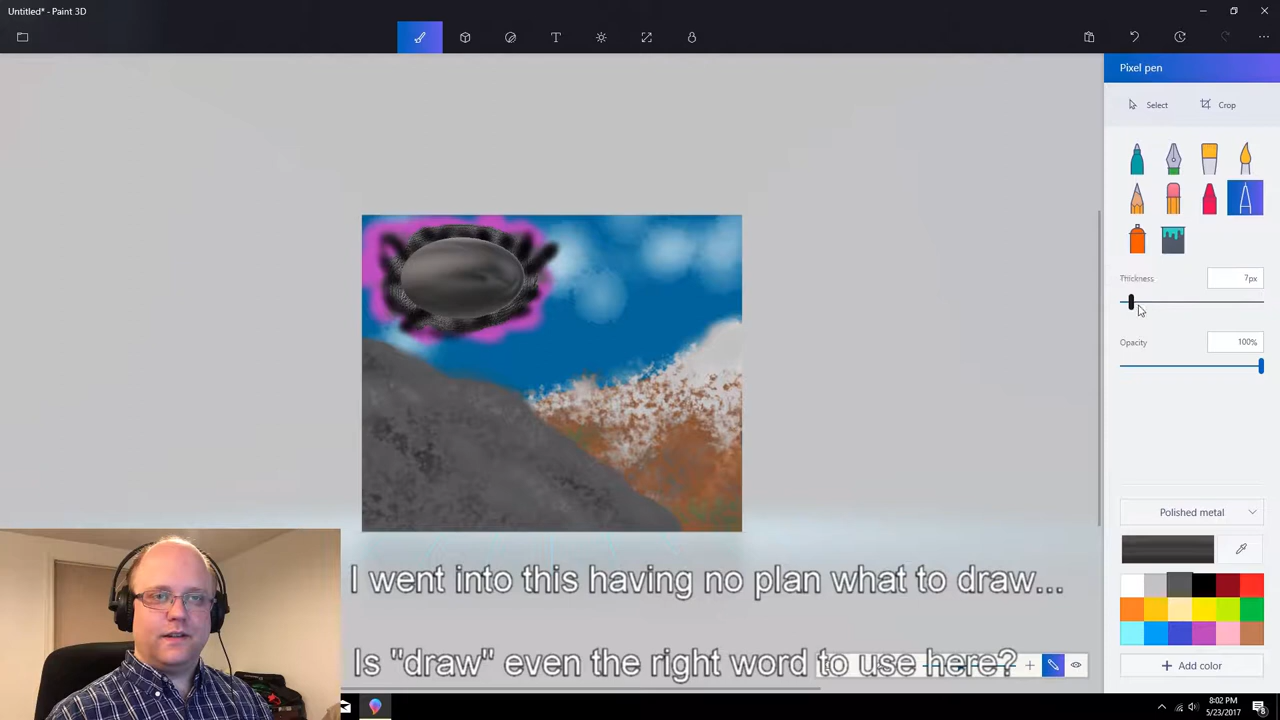 Untitled* - Paint 3D
Pixel pen
Select
Crop
Thickness
7px
Opacity
100%
Polished metal
I went into this having no plan what to draw...
Is "draw" even the right word to use here?
Add color
8:02 PM
5/23/2017